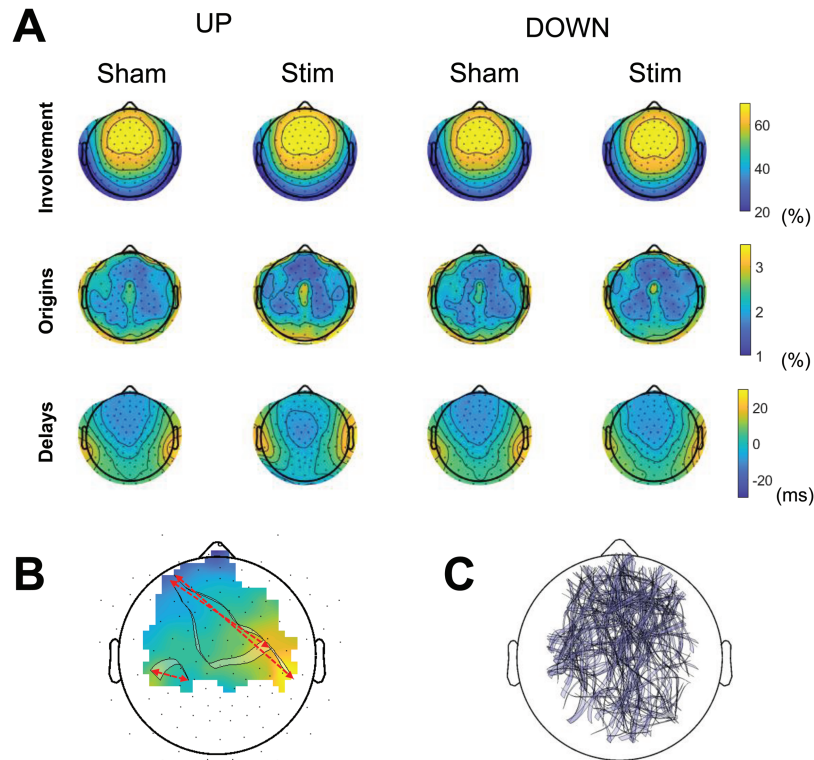 A
UP
DOWN
Sham
Stim
Sham
Stim
Involvement
60
40
20
(%)
Origins
3
2
1
(%)
Delays
20
0
-20
(ms)
B
C